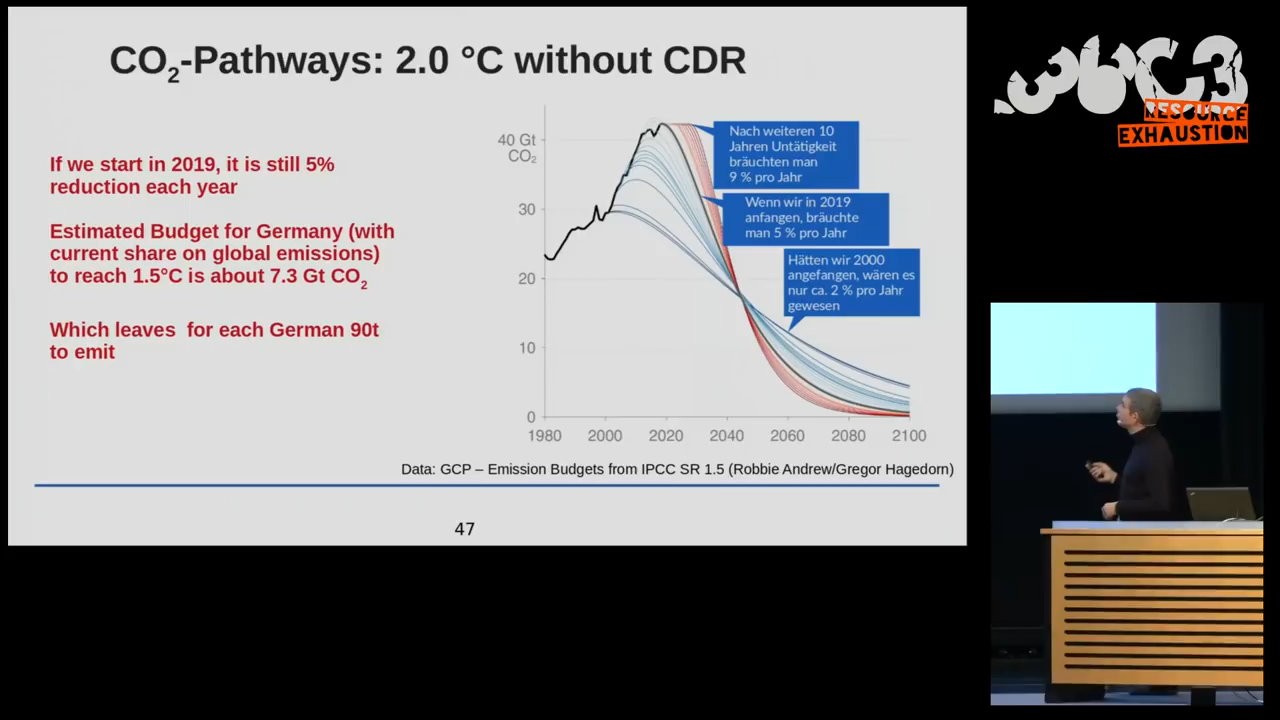 CO2-Pathways: 2.0 °C without CDR
If we start in 2019, it is still 5%
reduction each year
Estimated Budget for Germany (with
current share on global emissions)
to reach 1.5°C is about 7.3 Gt CO2
Which leaves  for each German 90t
to emit
40 Gt
CO₂
30
20
10
0
1980
2000
2020
2040
2060
2080
2100
Nach weiteren 10
Jahren Untätigkeit
bräuchten man
9 % pro Jahr
Wenn wir in 2019
anfangen, bräuchte
man 5 % pro Jahr
Hätten wir 2000
angefangen, wären es
nur ca. 2 % pro Jahr
gewesen
Data: GCP – Emission Budgets from IPCC SR 1.5 (Robbie Andrew/Gregor Hagedorn)
47
36C3
RESOURCE
EXHAUSTION